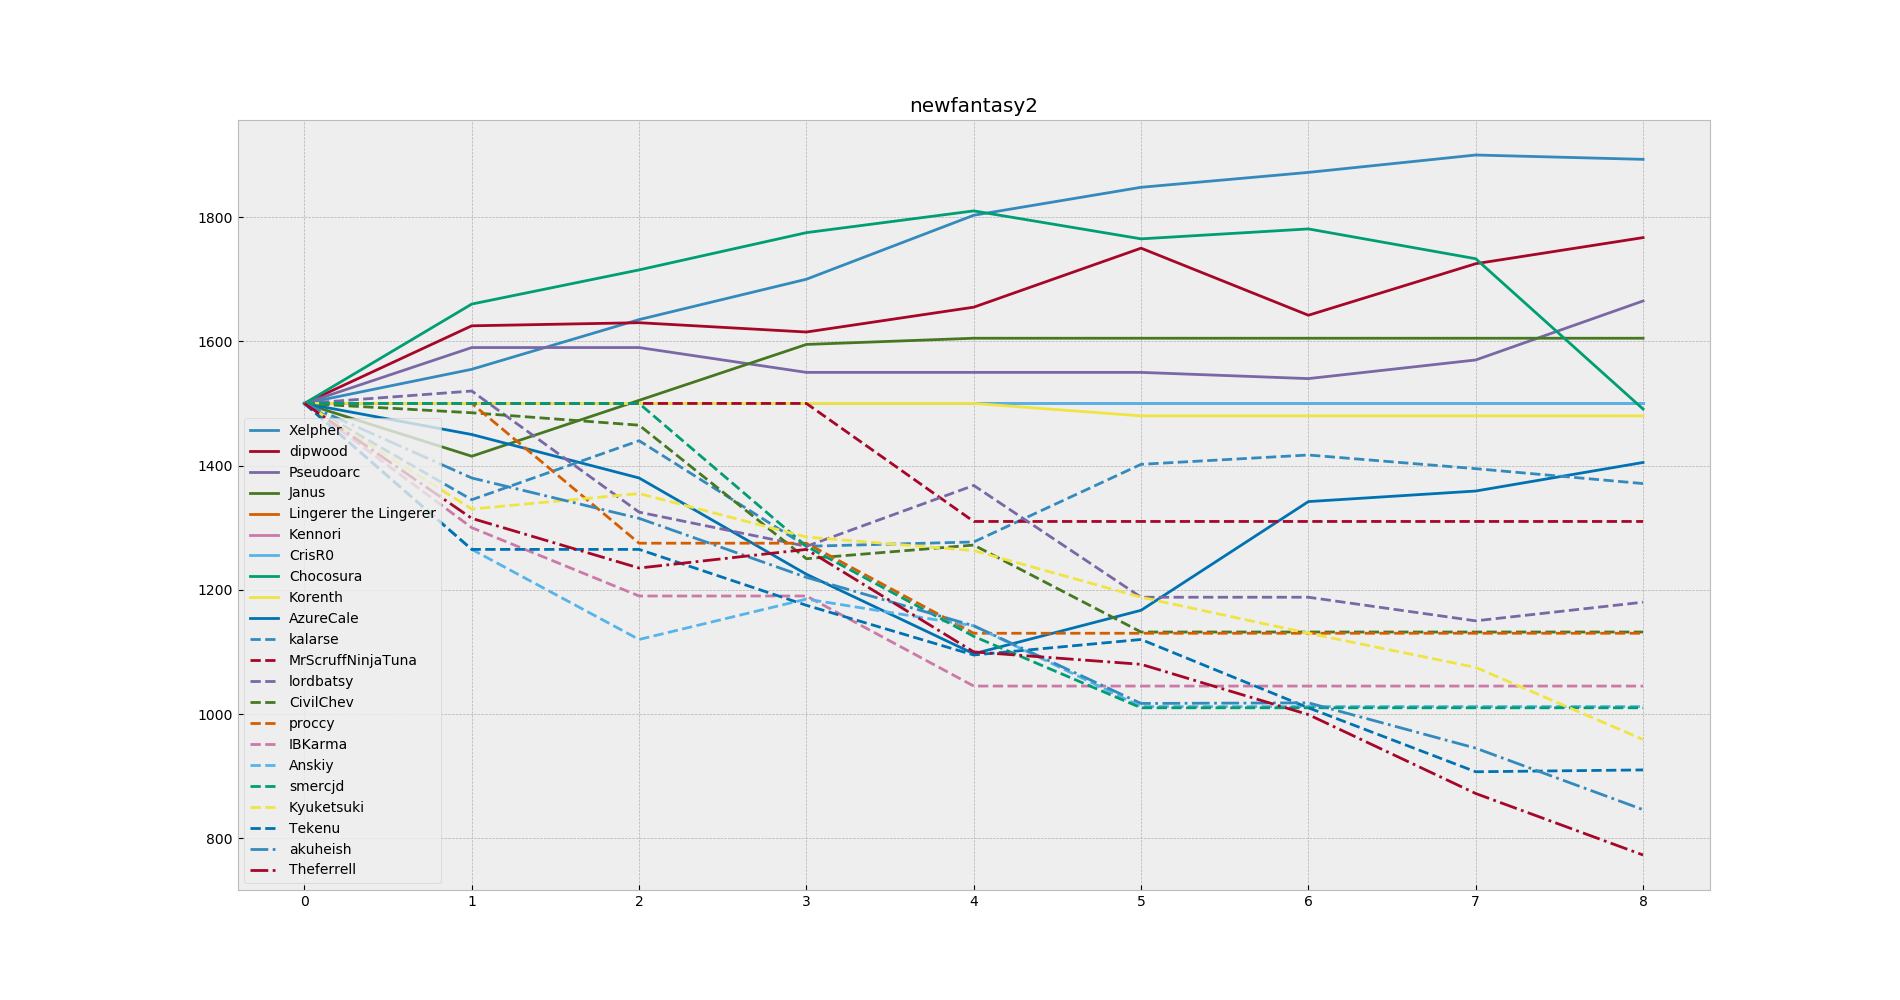 newfantasy2
1800
1600
1400
1200
1000
800
Xelpher
dipwood
Pseudoarc
Janus
Lingerer the Lingerer
Kennori
CrisR0
Chocosura
Korenth
AzureCale
kalarse
MrScruffNinjaTuna
lordbatsy
CivilChev
proccy
IBKarma
Anskiy
smercjd
Kyuketsuki
Tekenu
akuheish
Theferrell
0 1 2 3 4 5 6 7 8